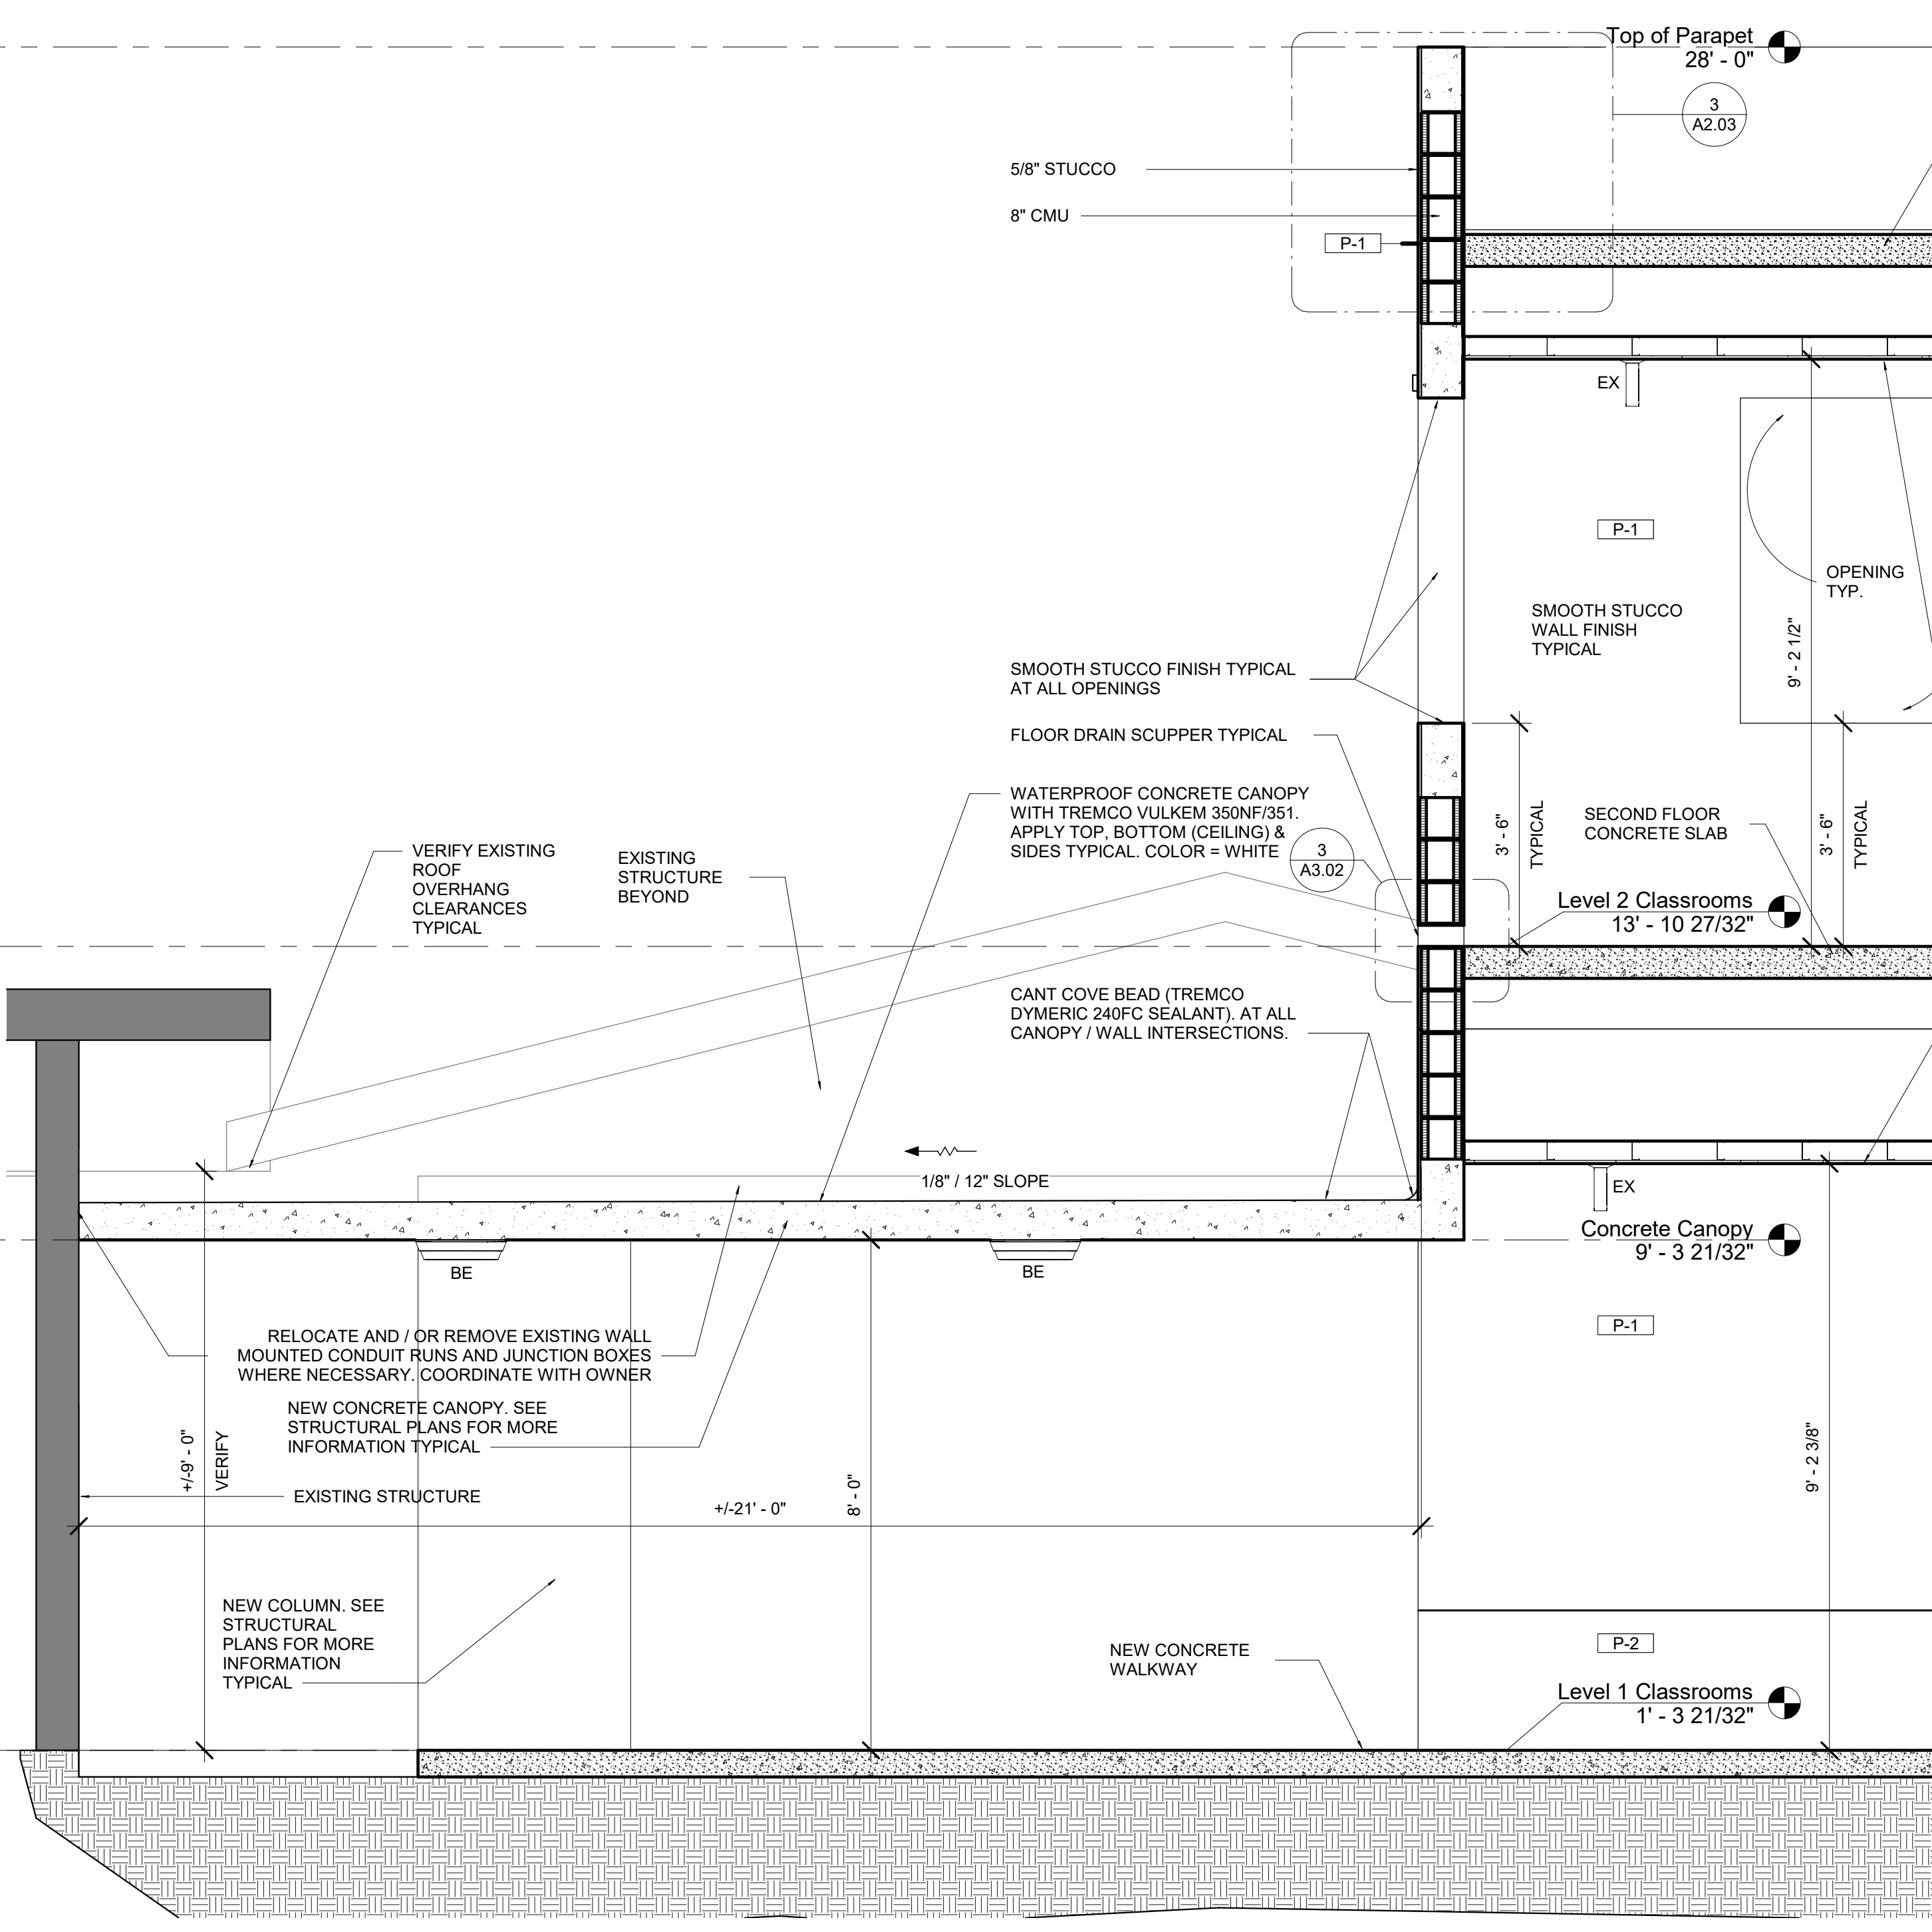 Top of Parapet
28' - 0"
3
A2.03
5/8" STUCCO
8" CMU
P-1
EX
P-1
OPENING
TYP.
SMOOTH STUCCO
WALL FINISH
TYPICAL
9' - 2 1/2"
SMOOTH STUCCO FINISH TYPICAL
AT ALL OPENINGS
FLOOR DRAIN SCUPPER TYPICAL
WATERPROOF CONCRETE CANOPY
WITH TREMCO VULKEM 350NF/351.
APPLY TOP, BOTTOM (CEILING) &
SIDES TYPICAL. COLOR = WHITE
3
A3.02
3' - 6"
TYPICAL
SECOND FLOOR
CONCRETE SLAB
3' - 6"
TYPICAL
VERIFY EXISTING
ROOF
OVERHANG
CLEARANCES
TYPICAL
EXISTING
STRUCTURE
BEYOND
Level 2 Classrooms
13' - 10 27/32"
CANT COVE BEAD (TREMCO
DYMERIC 240FC SEALANT). AT ALL
CANOPY / WALL INTERSECTIONS.
1/8" / 12" SLOPE
EX
Concrete Canopy
9' - 3 21/32"
BE
BE
P-1
RELOCATE AND / OR REMOVE EXISTING WALL
MOUNTED CONDUIT RUNS AND JUNCTION BOXES
WHERE NECESSARY. COORDINATE WITH OWNER
NEW CONCRETE CANOPY. SEE
STRUCTURAL PLANS FOR MORE
INFORMATION TYPICAL
+/-9' - 0"
VERIFY
EXISTING STRUCTURE
+/-21' - 0"
8' - 0"
9' - 2 3/8"
NEW COLUMN. SEE
STRUCTURAL
PLANS FOR MORE
INFORMATION
TYPICAL
NEW CONCRETE
WALKWAY
P-2
Level 1 Classrooms
1' - 3 21/32"